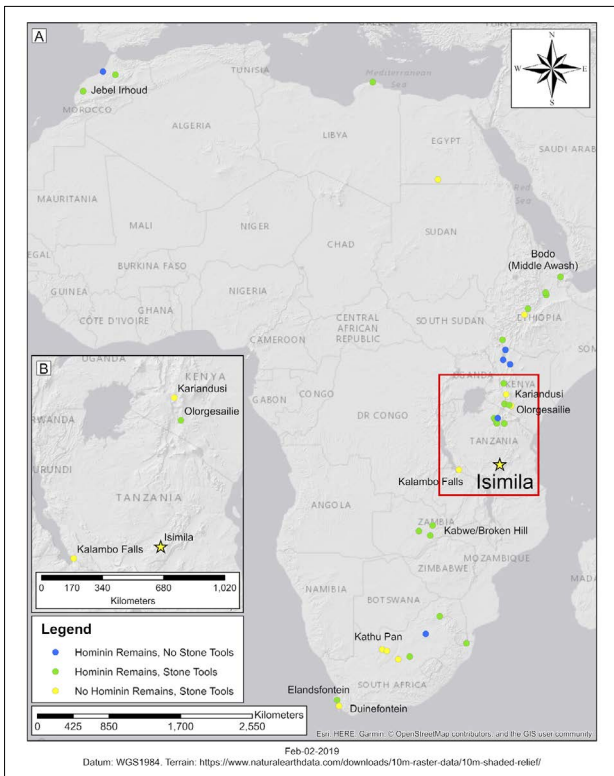 A
N
W
E
S
TURKEY
TUNISIA
Mediterranean
Sea
Jebel Irhoud
MOROCCO
ALGERIA
LIBYA
EGYPT
SAUDI ARAB
Red
Sea
MAURITANIA
MALI
NIGER
CHAD
SUDAN
Bodo
(Middle Awash)
EGAL
BURKINA FASO
GUINEA
GHANA
CÔTE D'IVOIRE
NIGERIA
CAMEROON
CENTRAL
AFRICAN
REPUBLIC
SOUTH SUDAN
ETHIOPIA
SOM
B
UGANDA
KENYA
Kariandusi
Olorgesailie
RWANDA
URUNDI
TANZANIA
Isimila
Kalambo Falls
0 170 340 680 1,020
Kilometers
GABON
CONGO
DR CONGO
UGANDA
KENYA
Kariandusi
Olorgesailie
TANZANIA
Isimila
Kalambo Falls
ANGOLA
ZAMBIA
Kabwe/Broken Hill
MOZAMBIQUE
ZIMBABWE
MADA
NAMIBIA
BOTSWANA
Kathu Pan
SOUTH AFRICA
Elandsfontein
Duinefontein
Legend
Hominin Remains, No Stone Tools
Hominin Remains, Stone Tools
No Hominin Remains, Stone Tools
Kilometers
0 425 850 1,700 2,550
Esri, HERE, Garmin, © OpenStreetMap contributors, and the GIS user community
Feb-02-2019
Datum: WGS1984. Terrain: https://www.naturalearthdata.com/downloads/10m-raster-data/10m-shaded-relief/